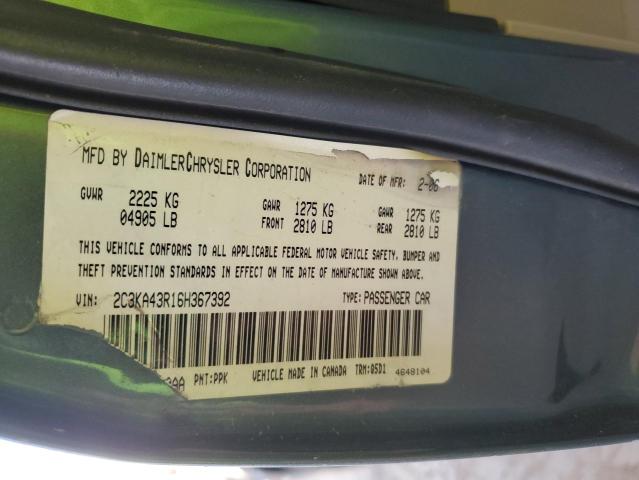 MFD BY DAIMLERCHRYSLER CORPORATION
DATE OF MFR: 2-06
GVWR 2225 KG 04905 LB
GAWR FRONT 1275 KG 2810 LB
GAWR REAR 1275 KG 2810 LB
THIS VEHICLE CONFORMS TO ALL APPLICABLE FEDERAL MOTOR VEHICLE SAFETY, BUMPER AND
THEFT PREVENTION STANDARDS IN EFFECT ON THE DATE OF MANUFACTURE SHOWN ABOVE.
VIN: 2C3KA43R16H367392 TYPE: PASSENGER CAR
AA PNT:PPK VEHICLE MADE IN CANADA TRM:05D1 4648104